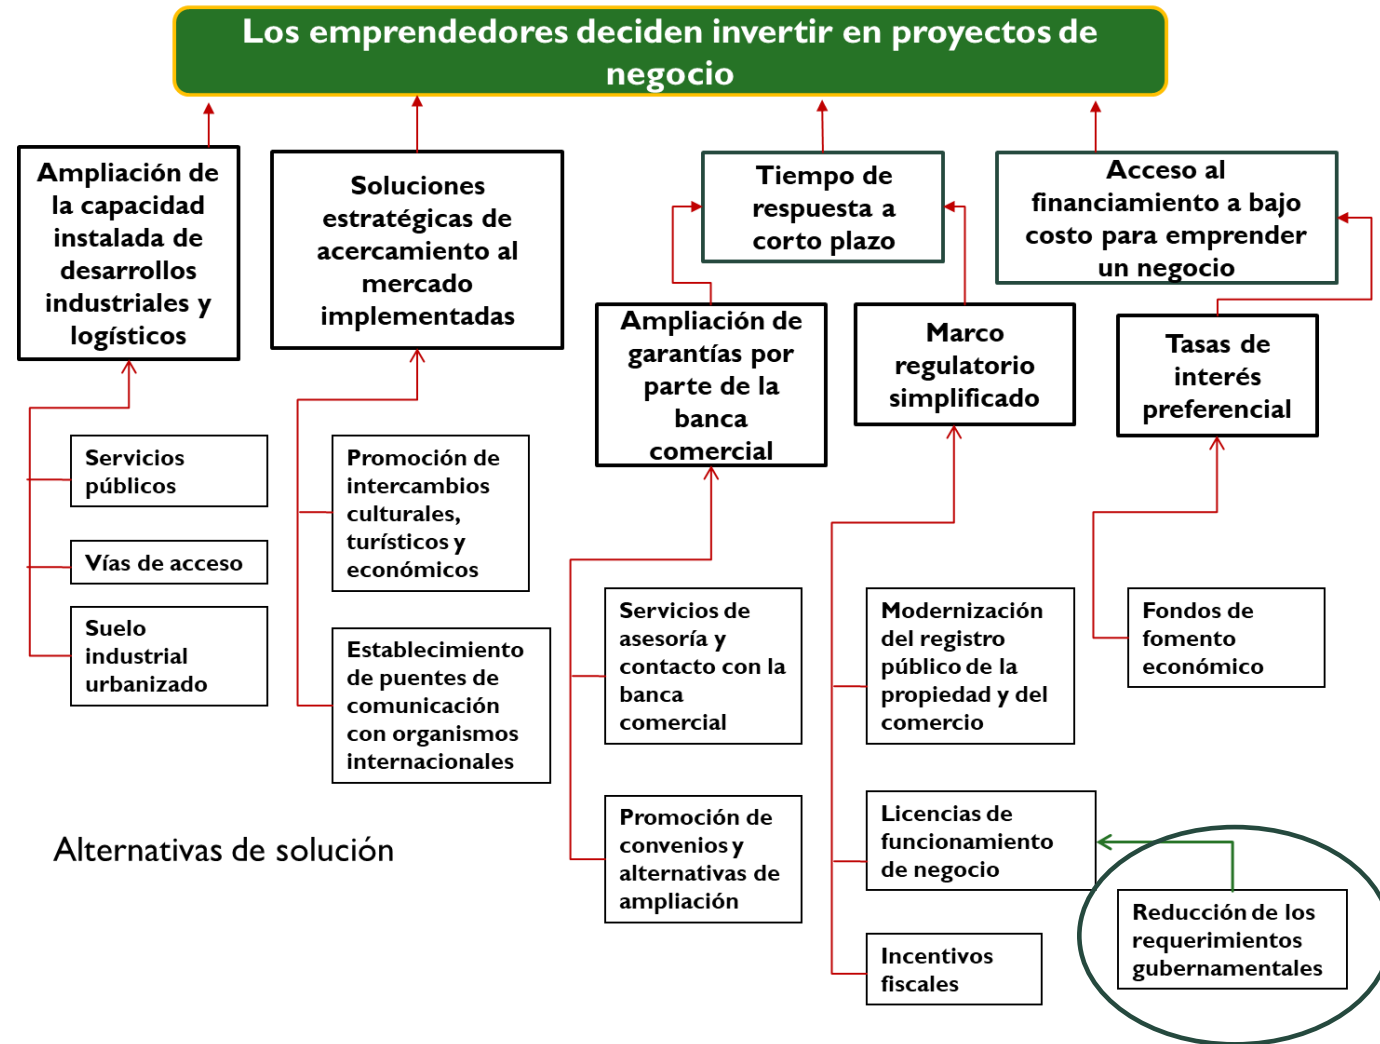 Los emprendedores deciden invertir en proyectos de
negocio
Ampliación de
la capacidad
instalada de
desarrollos
industriales y
logísticos
Soluciones
estratégicas de
acercamiento al
mercado
implementadas
Tiempo de
respuesta a
corto plazo
Acceso al
financiamiento a bajo
costo para emprender
un negocio
Ampliación de
garantías por
parte de la
banca
comercial
Marco
regulatorio
simplificado
Tasas de
interés
preferencial
Servicios
públicos
Vías de acceso
Suelo
industrial
urbanizado
Promoción de
intercambios
culturales,
turísticos y
económicos
Establecimiento
de puentes de
comunicación
con organismos
internacionales
Servicios de
asesoría y
contacto con la
banca
comercial
Promoción de
convenios y
alternativas de
ampliación
Modernización
del registro
público de la
propiedad y del
comercio
Licencias de
funcionamiento
de negocio
Incentivos
fiscales
Fondos de
fomento
económico
Reducción de los
requerimientos
gubernamentales
Alternativas de solución